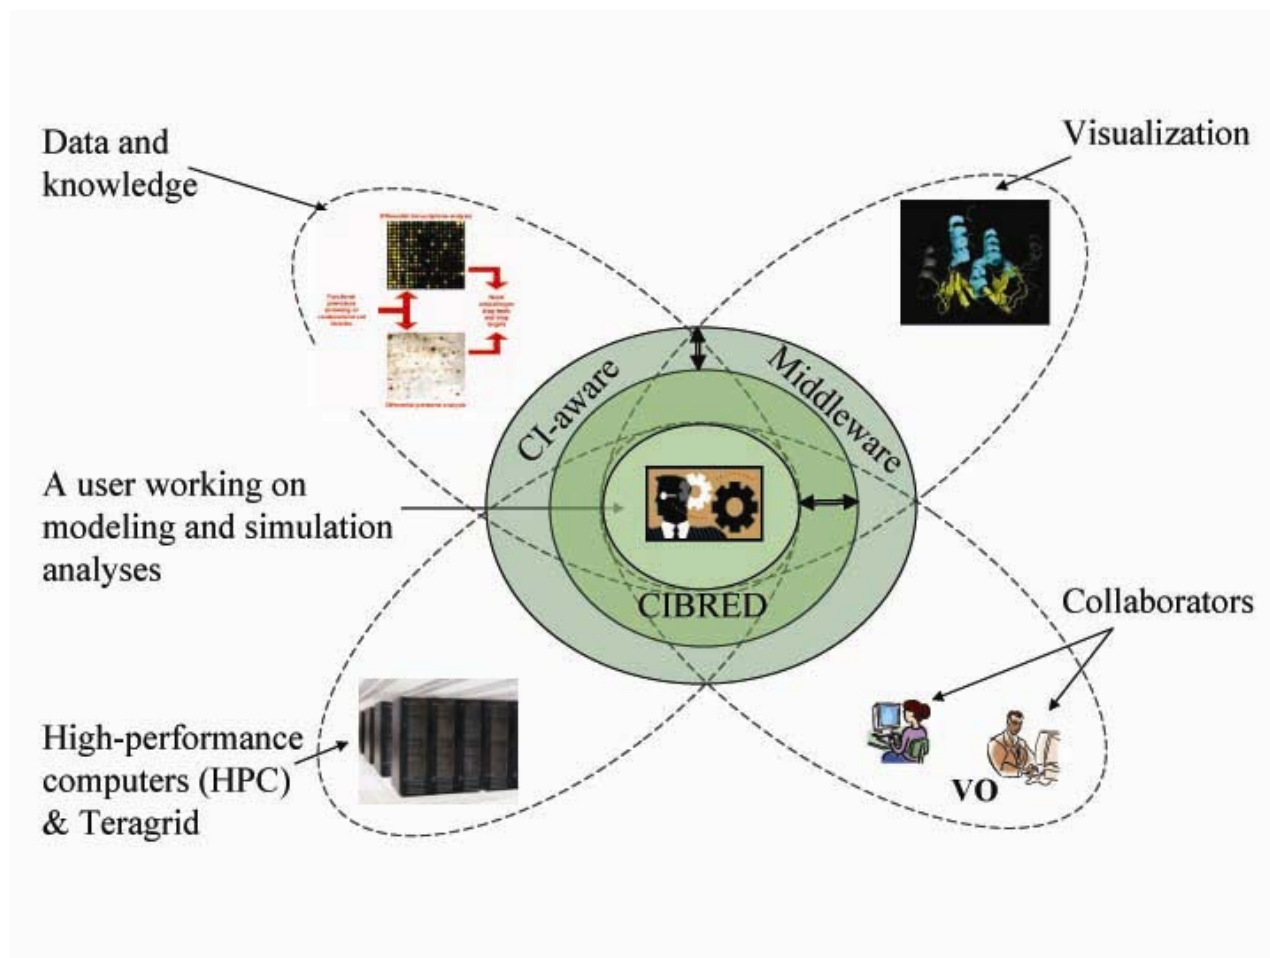 Data and
knowledge
Visualization
CI-aware
Middleware
A user working on
modeling and simulation
analyses
CIBRED
Collaborators
High-performance
computers (HPC)
& Teragrid
VO